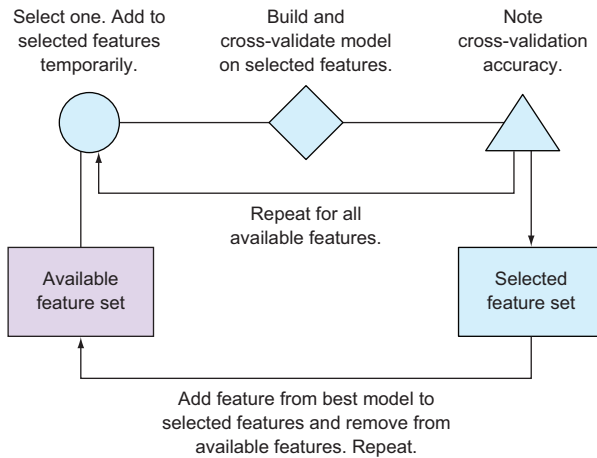 Select one. Add to
selected features
temporarily.
Build and
cross-validate model
on selected features.
Note
cross-validation
accuracy.
Repeat for all
available features.
Available
feature set
Selected
feature set
Add feature from best model to
selected features and remove from
available features. Repeat.